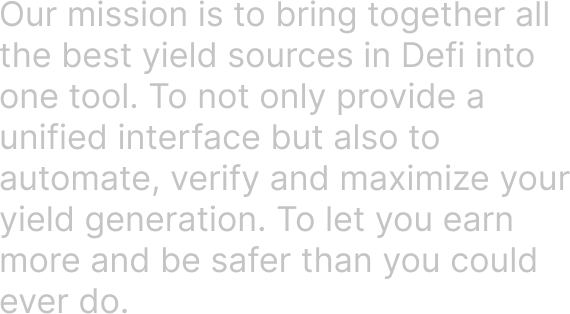 Our mission is to bring together all
the best yield sources in Defi into
one tool. To not only provide a
unified interface but also to
automate, verify and maximize your
yield generation. To let you earn
more and be safer than you could
ever do.